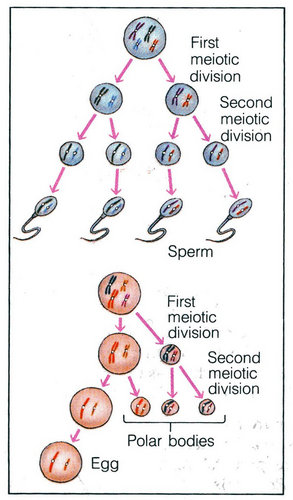 First
meiotic
division
Second
meiotic
division
Sperm
First
meiotic
division
Second
meiotic
division
Polar bodies
Egg